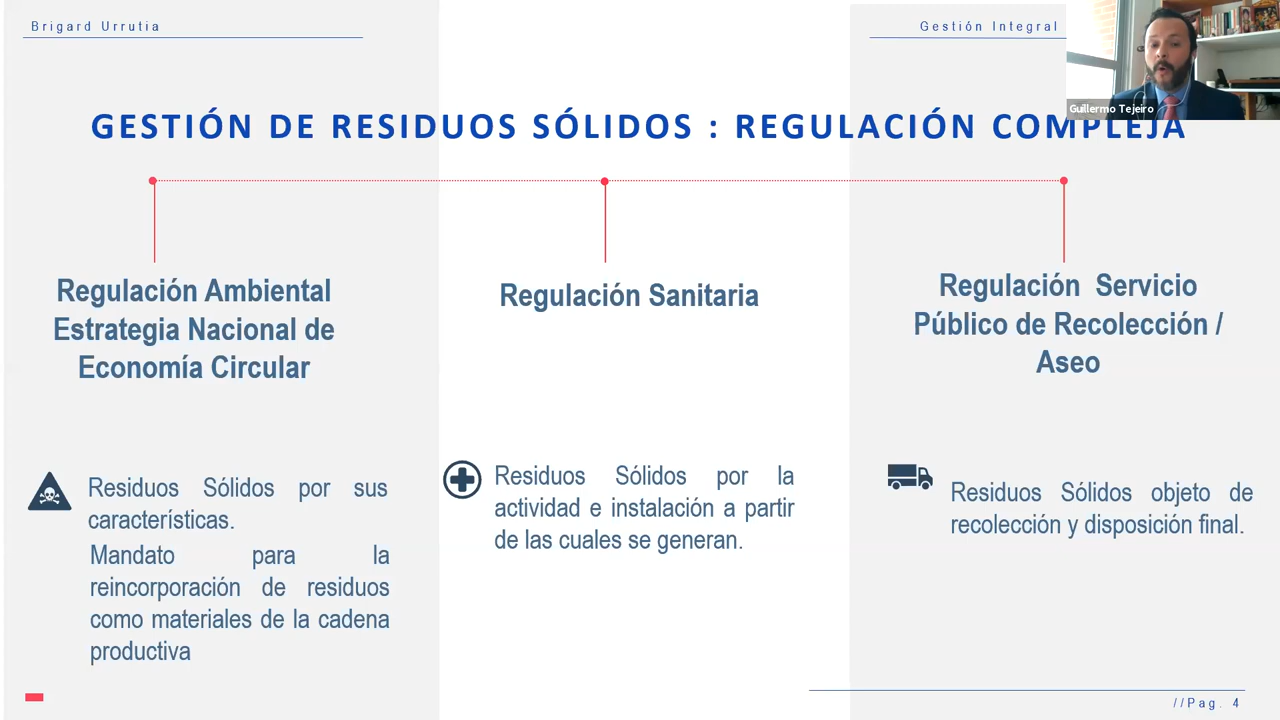 Brigard Urrutia
Gestión Integral
Guillermo Tejeiro
GESTIÓN DE RESIDUOS SÓLIDOS : REGULACIÓN COMPLEJA
Regulación Ambiental
Estrategia Nacional de
Economía Circular
Residuos Sólidos por sus
características.
Mandato para la
reincorporación de residuos
como materiales de la cadena
productiva
Regulación Sanitaria
Residuos Sólidos por la
actividad e instalación a partir
de las cuales se generan.
Regulación Servicio
Público de Recolección /
Aseo
Residuos Sólidos objeto de
recolección y disposición final.
//Pag. 4